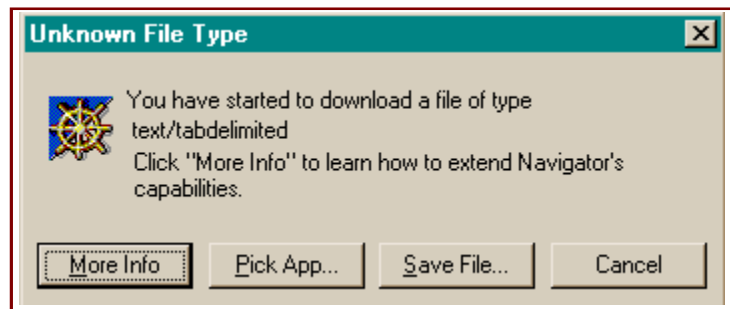 Unknown File Type
You have started to download a file of type
text/tabdelimited
Click "More Info" to learn how to extend Navigator's
capabilities.
More Info Pick App... Save File... Cancel